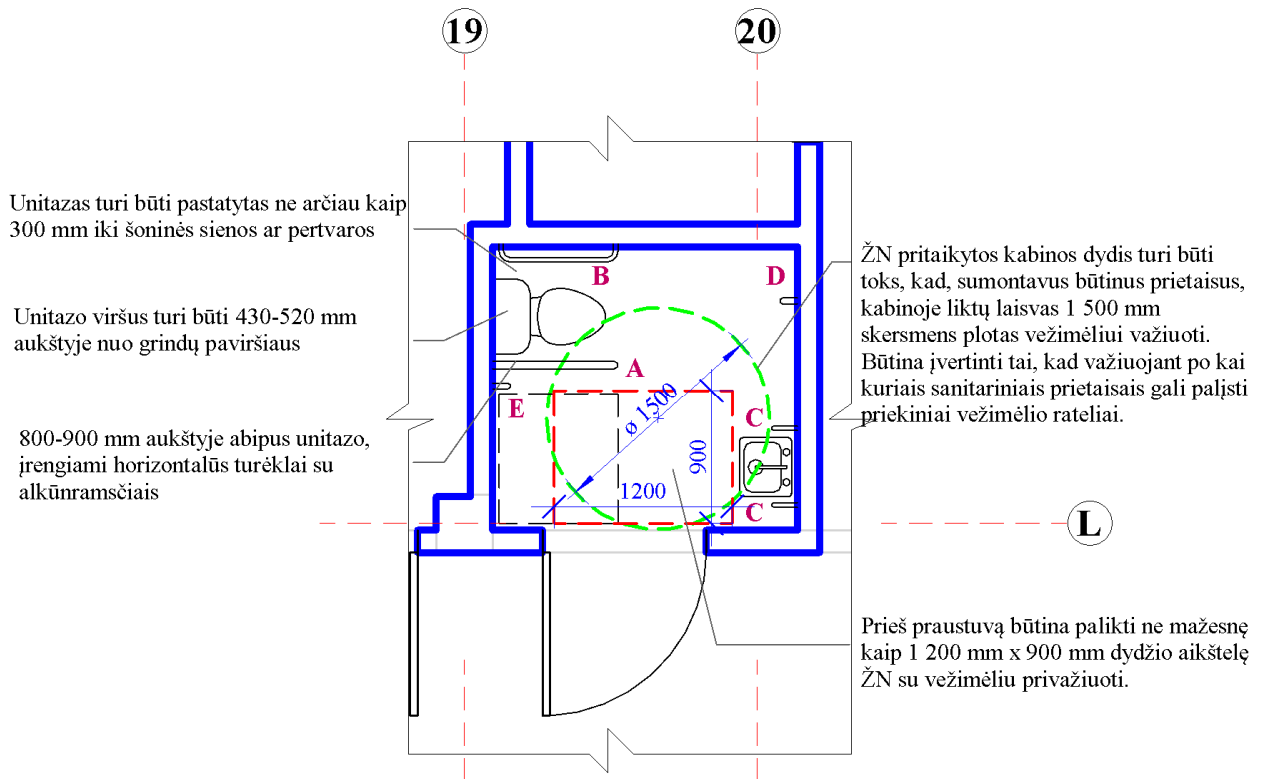 19
20
Unitazas turi būti pastatytas ne arčiau kaip
300 mm iki šoninės sienos ar pertvaros
Unitazo viršus turi būti 430-520 mm
aukštyje nuo grindų paviršiaus
800-900 mm aukštyje abipus unitazo,
įrengiami horizontalūs turėklai su
alkūnramsčiais
B
D
A
E
C
ø 1500
900
1200
C
ŽN pritaikytos kabinos dydis turi būti
toks, kad, sumontavus būtinus prietaisus,
kabinoje liktų laisvas 1 500 mm
skersmens plotas vežimėliui važiuoti.
Būtina įvertinti tai, kad važiuojant po kai
kuriais sanitariniais prietaisais gali palįsti
priekiniai vežimėlio rateliai.
L
Prieš praustuvą būtina palikti ne mažesnę
kaip 1 200 mm x 900 mm dydžio aikštelę
ŽN su vežimėliu privažiuoti.